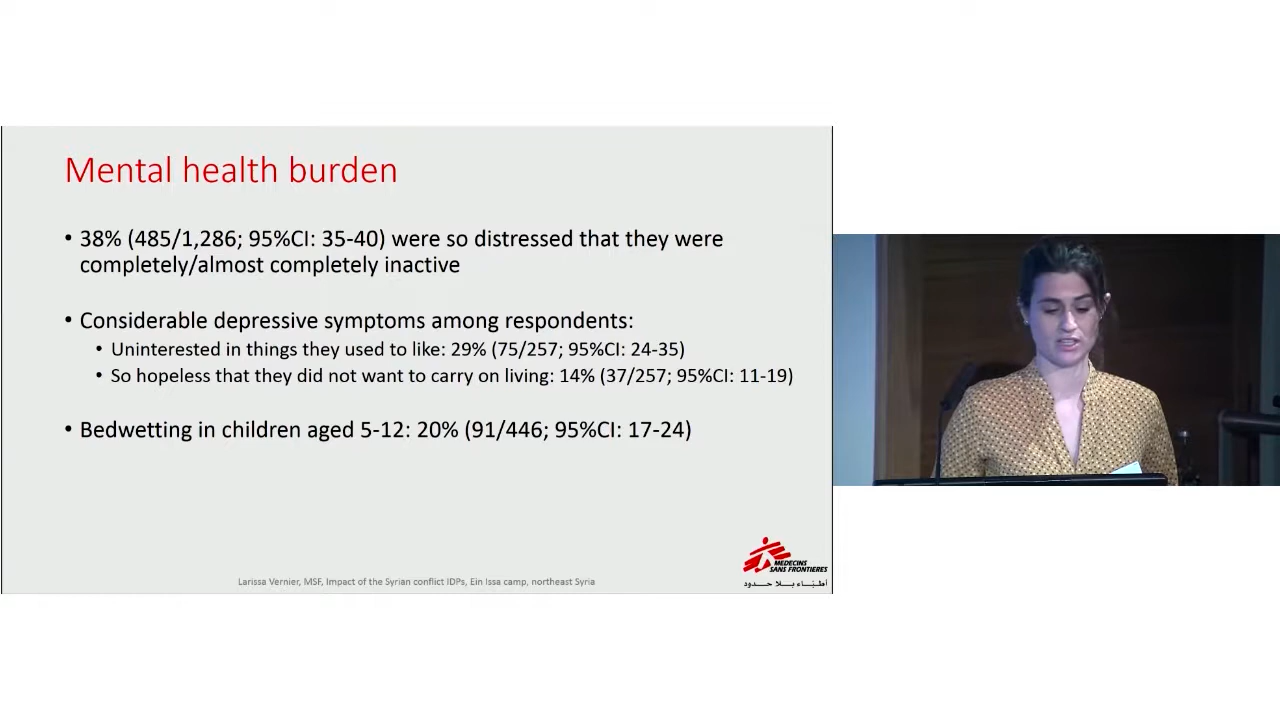 Mental health burden
• 38% (485/1,286; 95%CI: 35-40) were so distressed that they were
completely/almost completely inactive
• Considerable depressive symptoms among respondents:
• Uninterested in things they used to like: 29% (75/257; 95%CI: 24-35)
• So hopeless that they did not want to carry on living: 14% (37/257; 95%CI: 11-19)
• Bedwetting in children aged 5-12: 20% (91/446; 95%CI: 17-24)
MEDECINS
SANS FRONTIERES
أطباء بلا حدود
Larissa Vernier, MSF, Impact of the Syrian conflict IDPs, Ein Issa camp, northeast Syria